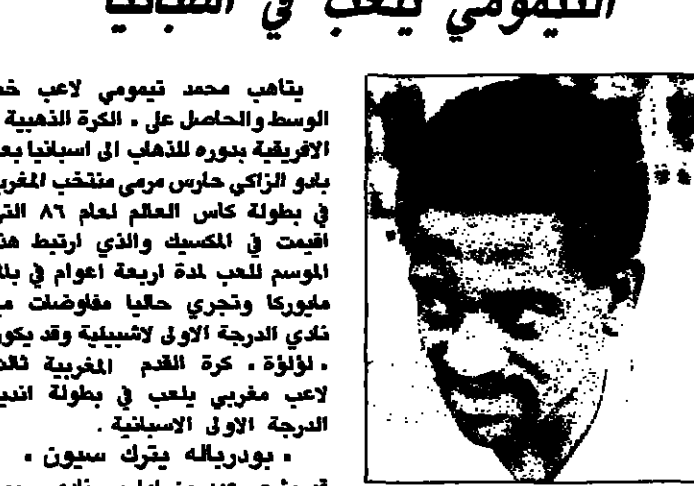 التيمومي يلعب في اسبانيا
يتاهب محمد تيمومي لاعب خط
الوسط والحاصل على « الكرة الذهبية
الافريقية بدوره للذهاب الى اسبانيا بعد
بادو الزاكي حارس مرمى منتخب المغرب
في بطولة كاس العالم لعام ٨٦ التي
اقيمت في المكسيك والذي ارتبط هذا
الموسم للعب لمدة اربعة اعوام في
مايوركا وتجري حاليا مفاوضات مع
نادي الدرجة الاولى لاشبيلية وقد يكون
« لؤلؤة » كرة القدم المغربية ثالث
لاعب مغربي يلعب في بطولة اندية
الدرجة الاولى الاسبانية .
« بودرباله يترك سيون »